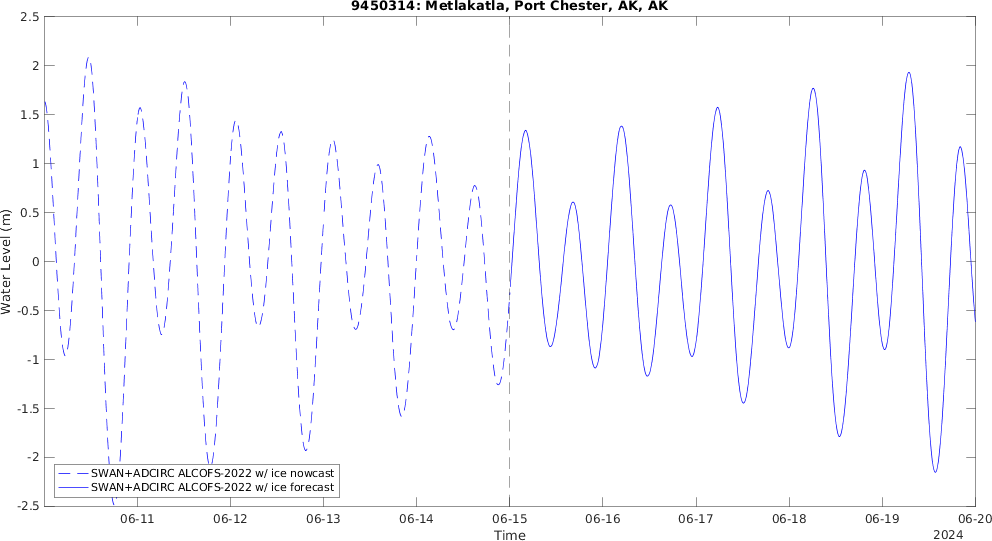 9450314: Metlakatla, Port Chester, AK, AK
2.5
2
1.5
1
0.5
0
-0.5
-1
-1.5
-2
-2.5
Water Level (m)
SWAN+ADCIRC ALCOFS-2022 w/ ice nowcast
SWAN+ADCIRC ALCOFS-2022 w/ ice forecast
06-11 06-12 06-13 06-14 06-15 06-16 06-17 06-18 06-19 06-20
Time
2024